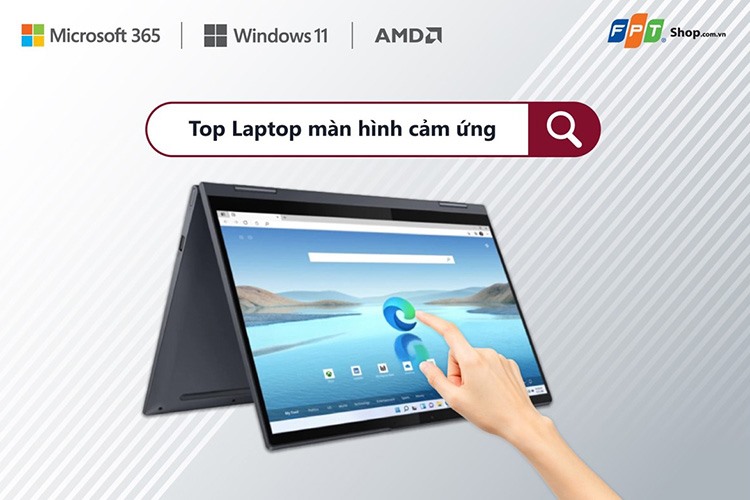 Microsoft 365 | Windows 11 | AMD
FPT Shop.com.vn
Top Laptop màn hình cảm ứng